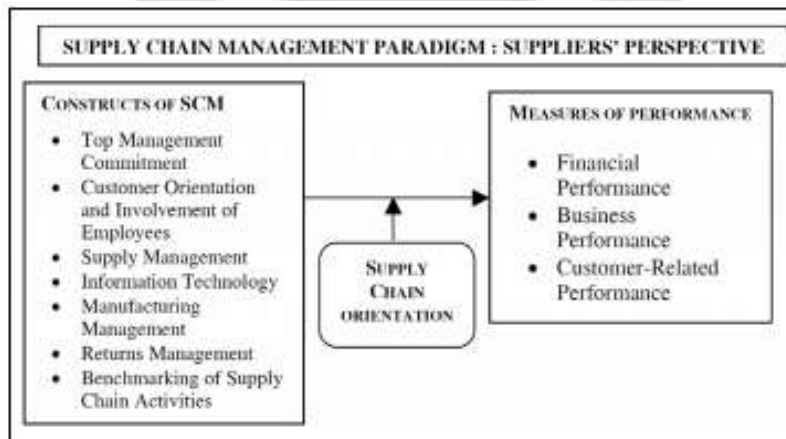 SUPPLY CHAIN MANAGEMENT PARADIGM : SUPPLIERS' PERSPECTIVE
CONSTRUCTS OF SCM
• Top Management
Commitment
• Customer Orientation
and Involvement of
Employees
• Supply Management
• Information Technology
• Manufacturing
Management
• Returns Management
• Benchmarking of Supply
Chain Activities
SUPPLY
CHAIN
ORIENTATION
MEASURES OF PERFORMANCE
• Financial
Performance
• Business
Performance
• Customer-Related
Performance